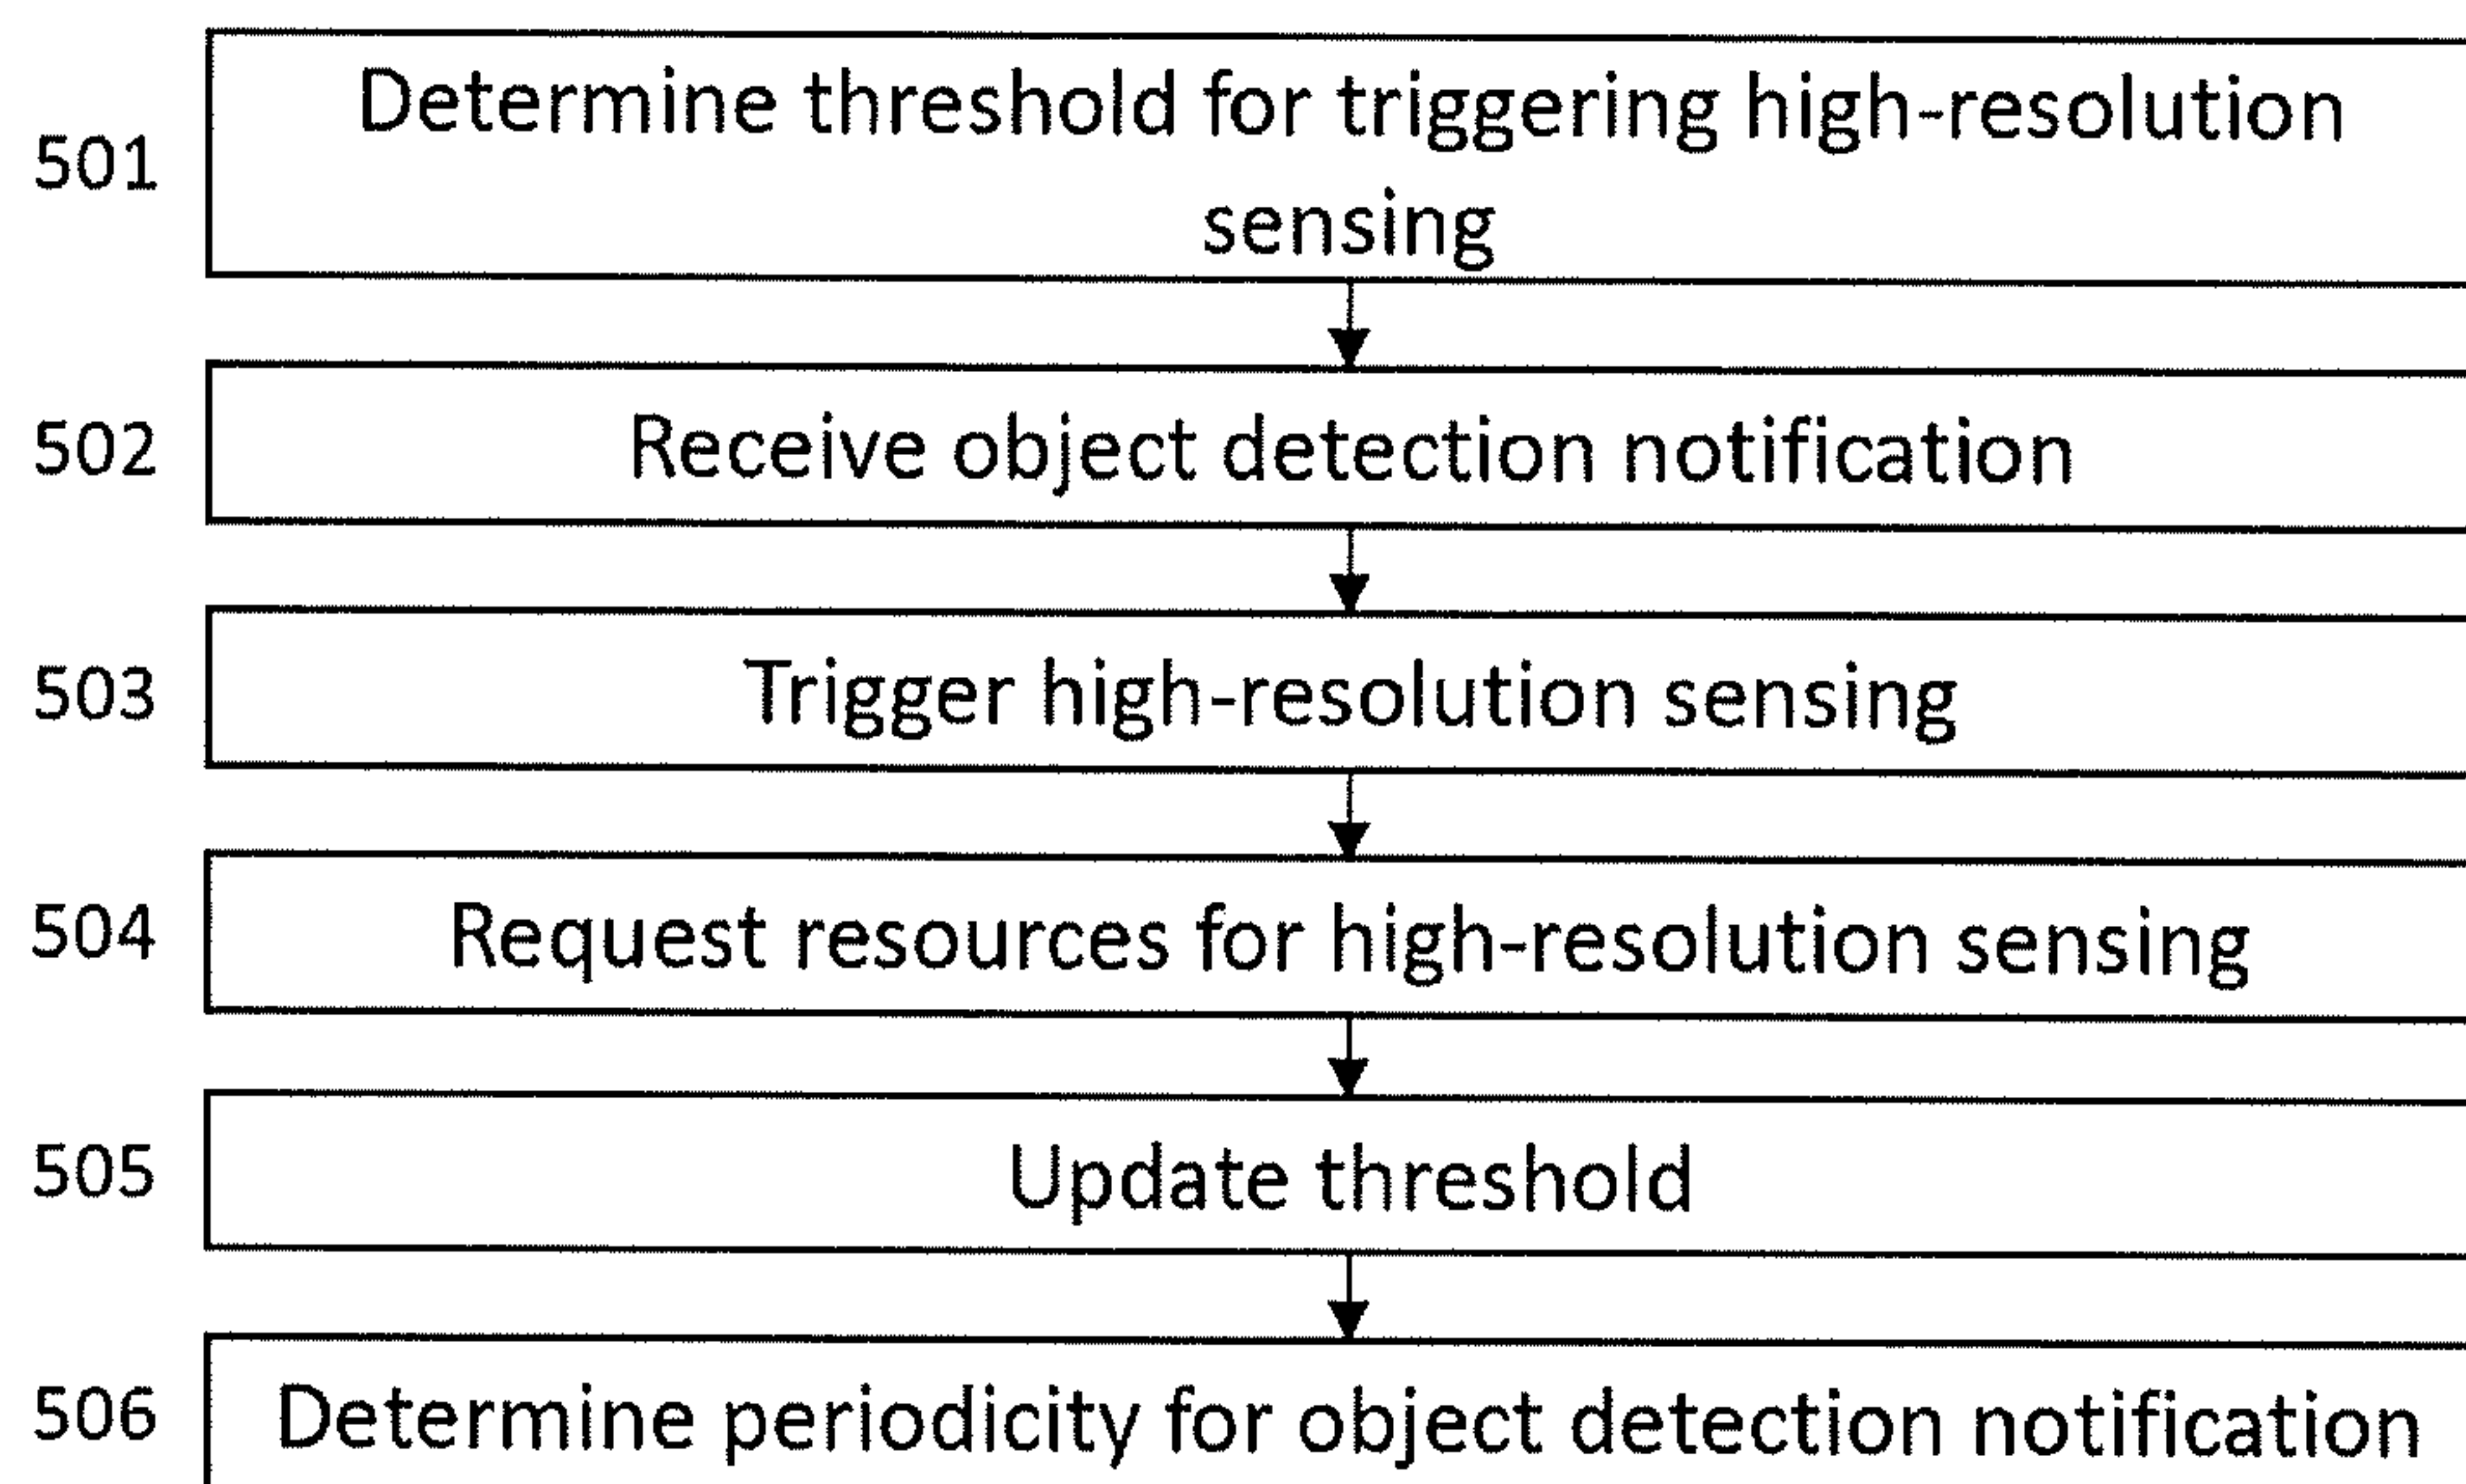 Determine threshold for triggering high-resolution
501
sensing
502
Receive object detection notification
503
Trigger high-resolution sensing
504
Request resources for high-resolution sensing
505
Update threshold
506
Determine periodicity for object detection notification